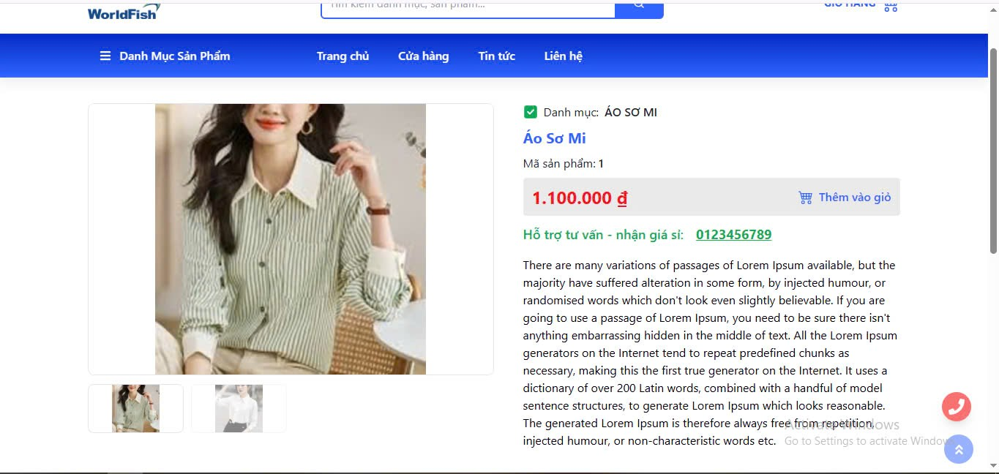 WorldFish
Tìm kiếm danh mục, sản phẩm...
GIỎ HÀNG
Danh Mục Sản Phẩm
Trang chủ
Cửa hàng
Tin tức
Liên hệ
Danh mục: ÁO SƠ MI
Áo Sơ Mi
Mã sản phẩm: 1
1.100.000 ₫
Thêm vào giỏ
Hỗ trợ tư vấn - nhận giá sỉ: 0123456789
There are many variations of passages of Lorem Ipsum available, but the
majority have suffered alteration in some form, by injected humour, or
randomised words which don't look even slightly believable. If you are
going to use a passage of Lorem Ipsum, you need to be sure there isn't
anything embarrassing hidden in the middle of text. All the Lorem Ipsum
generators on the Internet tend to repeat predefined chunks as
necessary, making this the first true generator on the Internet. It uses a
dictionary of over 200 Latin words, combined with a handful of model
sentence structures, to generate Lorem Ipsum which looks reasonable.
The generated Lorem Ipsum is therefore always free from repetition,
injected humour, or non-characteristic words etc.
Activate Windows
Go to Settings to activate Windows